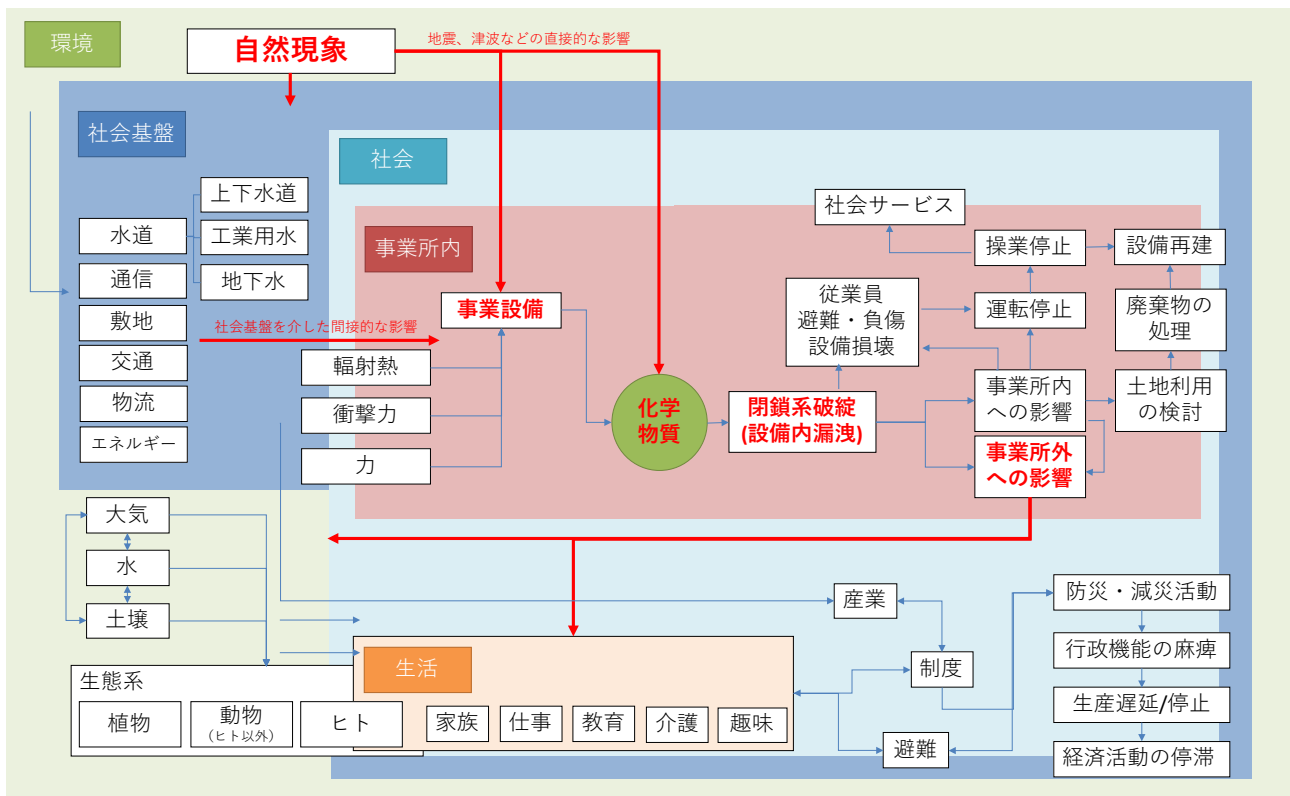 環境
自然現象
地震、津波などの直接的な影響
社会基盤
社会
上下水道
水道
工業用水
地下水
通信
敷地
交通
物流
エネルギー
社会基盤を介した間接的な影響
事業所内
事業設備
輻射熱
衝撃力
力
化学
物質
閉鎖系破綻
(設備内漏洩)
従業員
避難・負傷
設備損壊
社会サービス
操業停止
設備再建
運転停止
廃棄物の
処理
事業所内
への影響
土地利用
の検討
事業所外
への影響
大気
水
土壌
生態系
植物
動物
（ヒト以外）
ヒト
生活
家族
仕事
教育
介護
趣味
産業
制度
避難
防災・減災活動
行政機能の麻痺
生産遅延/停止
経済活動の停滞